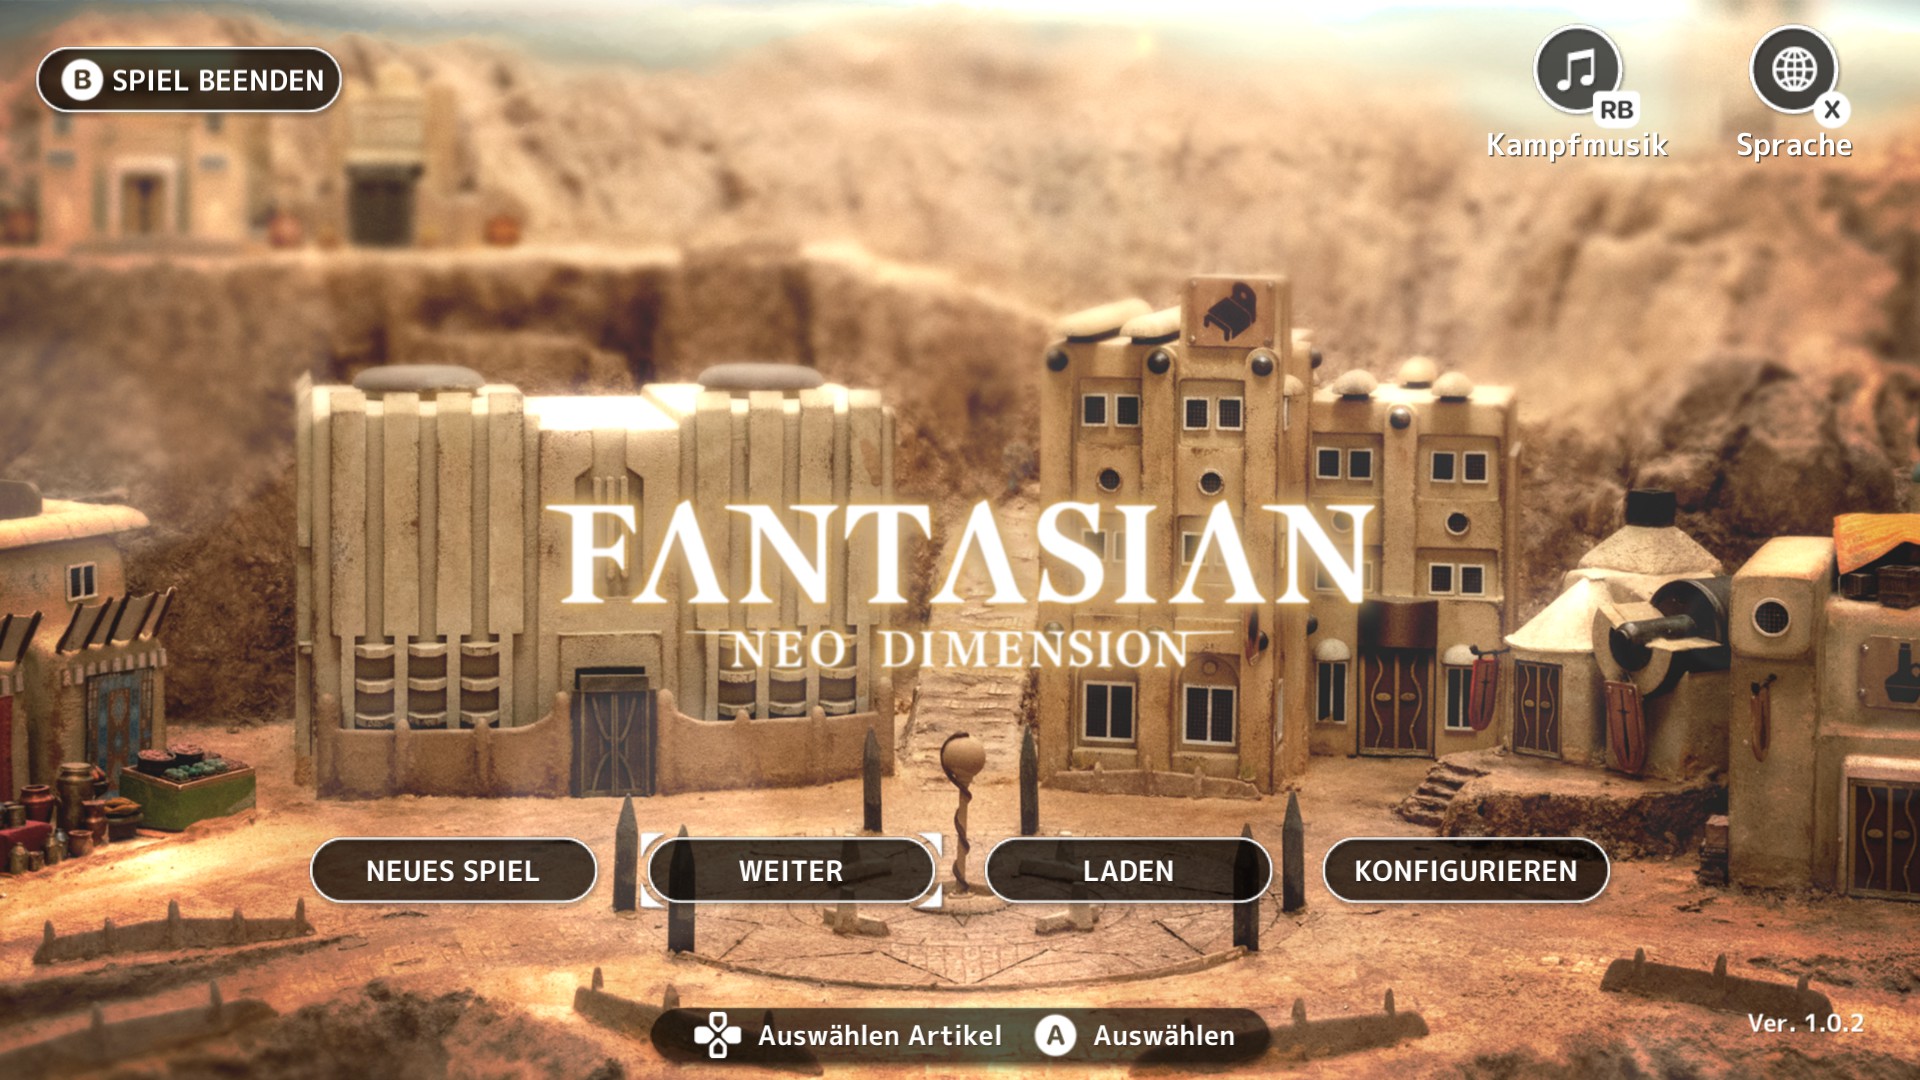 B SPIEL BEENDEN
RB
Kampfmusik
X
Sprache
FANTASIAN
NEO DIMENSION
NEUES SPIEL
WEITER
LADEN
KONFIGURIEREN
Auswählen Artikel A Auswählen
Ver. 1.0.2